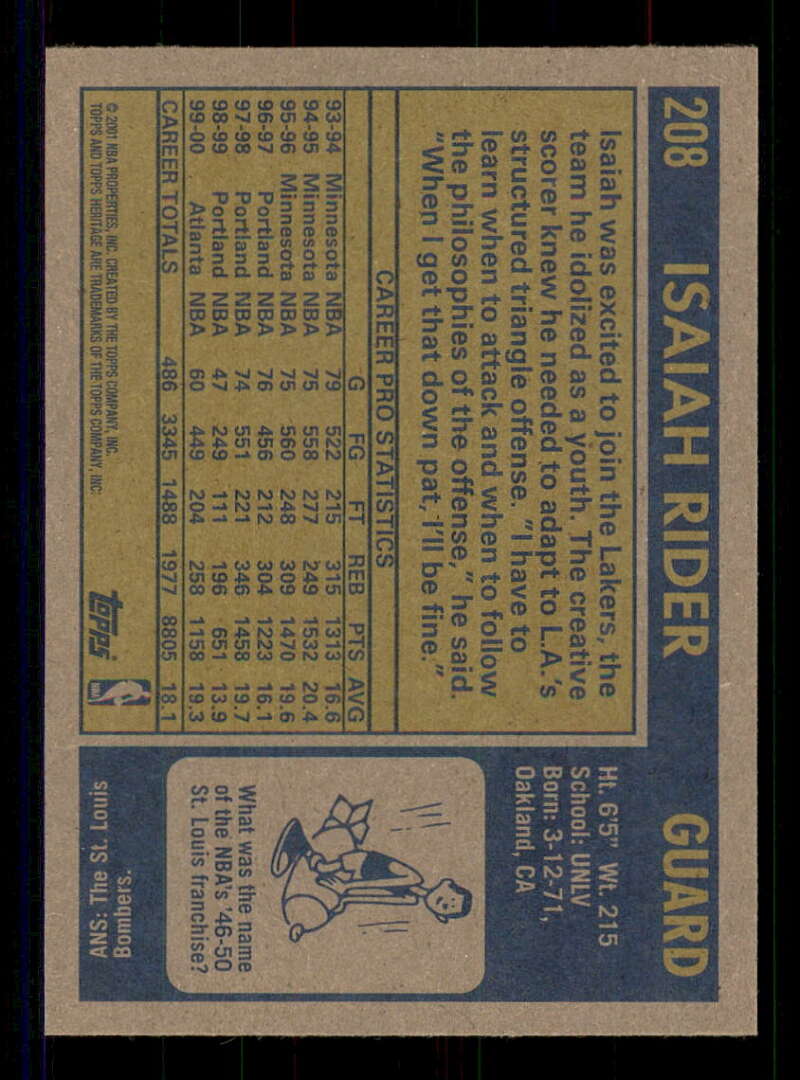 208 ISAIAH RIDER GUARD
Isaiah was excited to join the Lakers, the
team he idolized as a youth. The creative
scorer knew he needed to adapt to L.A.'s
structured triangle offense. "I have to
learn when to attack and when to follow
the philosophies of the offense," he said.
"When I get that down pat, I'll be fine."
Ht. 6'5" Wt. 215
School: UNLV
Born: 3-12-71,
Oakland, CA
CAREER PRO STATISTICS
G FG FT REB PTS AVG
93-94 Minnesota NBA 79 522 215 315 1313 16.6
94-95 Minnesota NBA 75 558 277 249 1532 20.4
95-96 Minnesota NBA 75 560 248 309 1470 19.6
96-97 Portland NBA 76 456 212 304 1223 16.1
97-98 Portland NBA 74 551 221 346 1458 19.7
98-99 Portland NBA 47 249 111 196 651 13.9
99-00 Atlanta NBA 60 449 204 258 1158 19.3
CAREER TOTALS 486 3345 1488 1977 8805 18.1
© 2001 NBA PROPERTIES, INC. CREATED BY THE TOPPS COMPANY, INC.
TOPPS AND TOPPS HERITAGE ARE TRADEMARKS OF THE TOPPS COMPANY, INC.
topps
NBA
What was the name
of the NBA's '46-50
St. Louis franchise?
ANS: The St. Louis
Bombers.